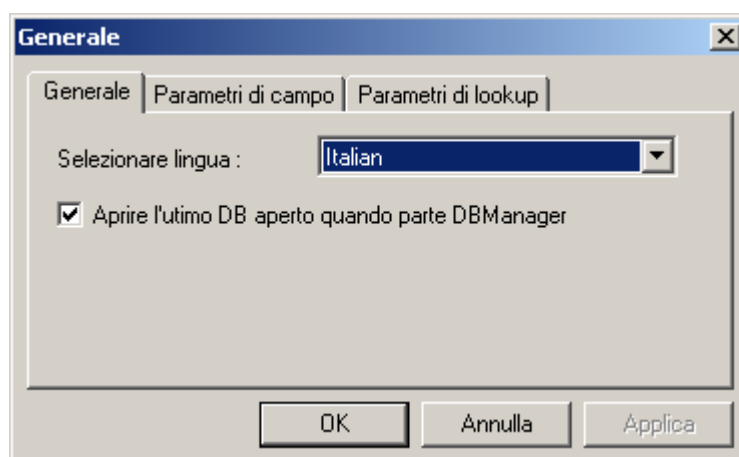 Generale
Generale Parametri di campo Parametri di lookup
Selezionare lingua : Italian
Aprire l'utimo DB aperto quando parte DBManager
OK Annulla Applica